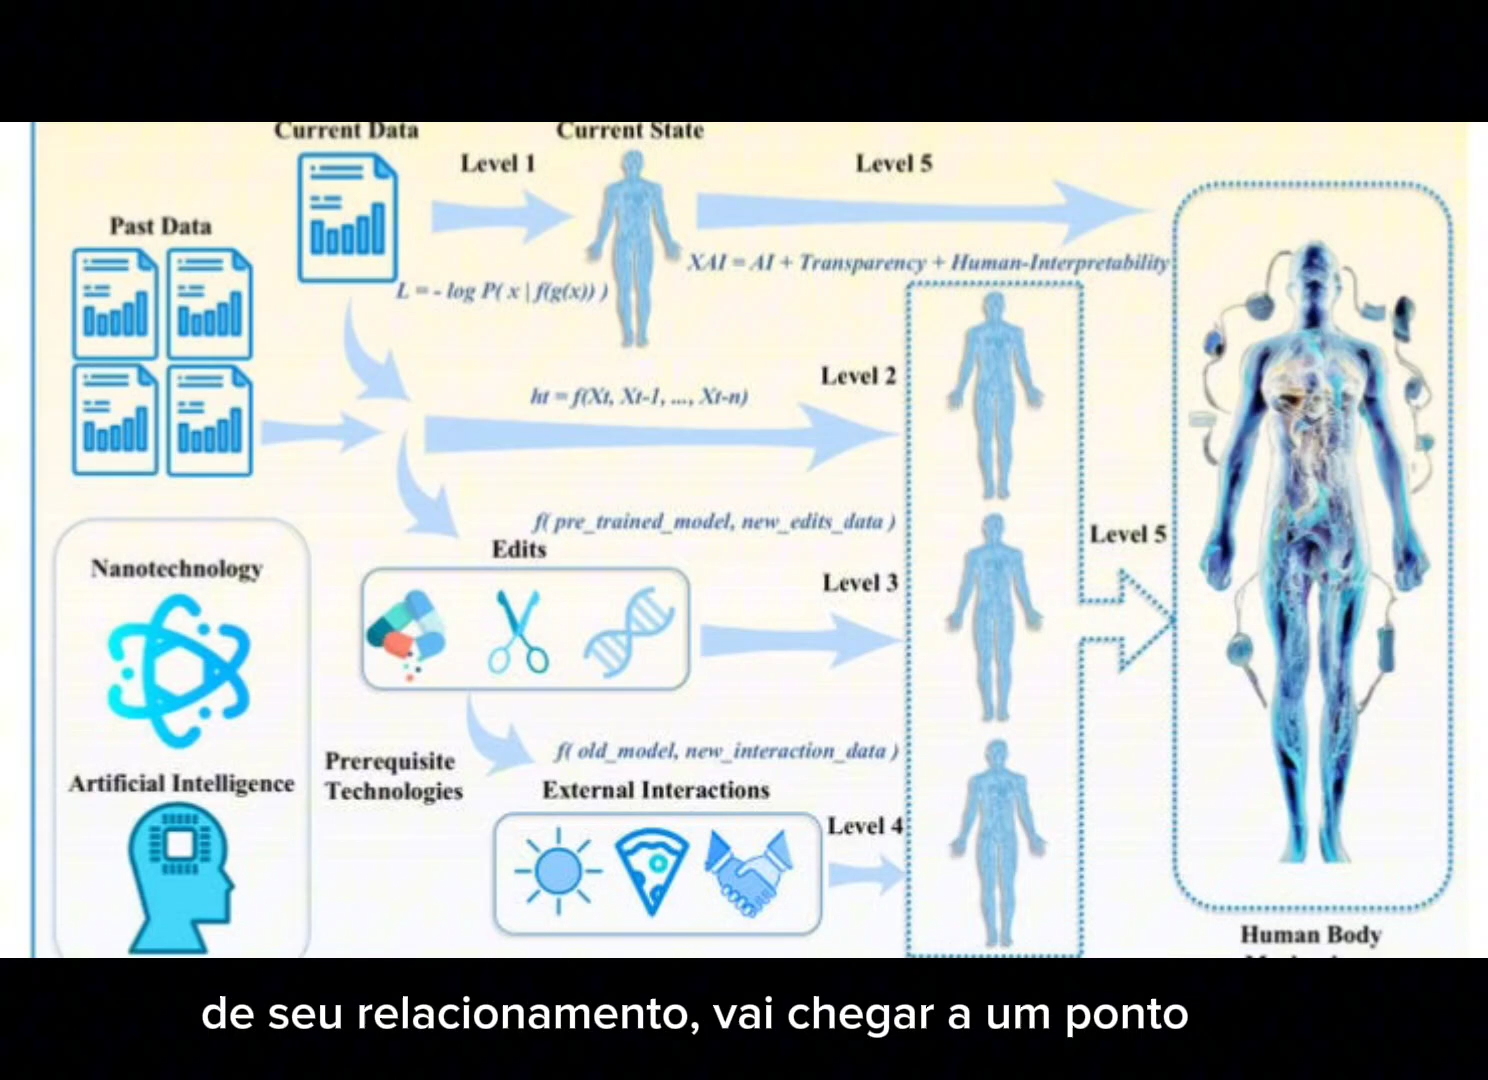 Current Data
Current State
Level 1
Level 5
Past Data
XAI = AI + Transparency + Human-Interpretability
L = - log P( x | f(g(x)) )
Level 2
ht = f(Xt, Xt-1, ..., Xt-n)
f( pre_trained_model, new_edits_data )
Edits
Level 5
Nanotechnology
Level 3
f( old_model, new_interaction_data )
Prerequisite
Technologies
Artificial Intelligence
External Interactions
Level 4
Human Body
de seu relacionamento, vai chegar a um ponto